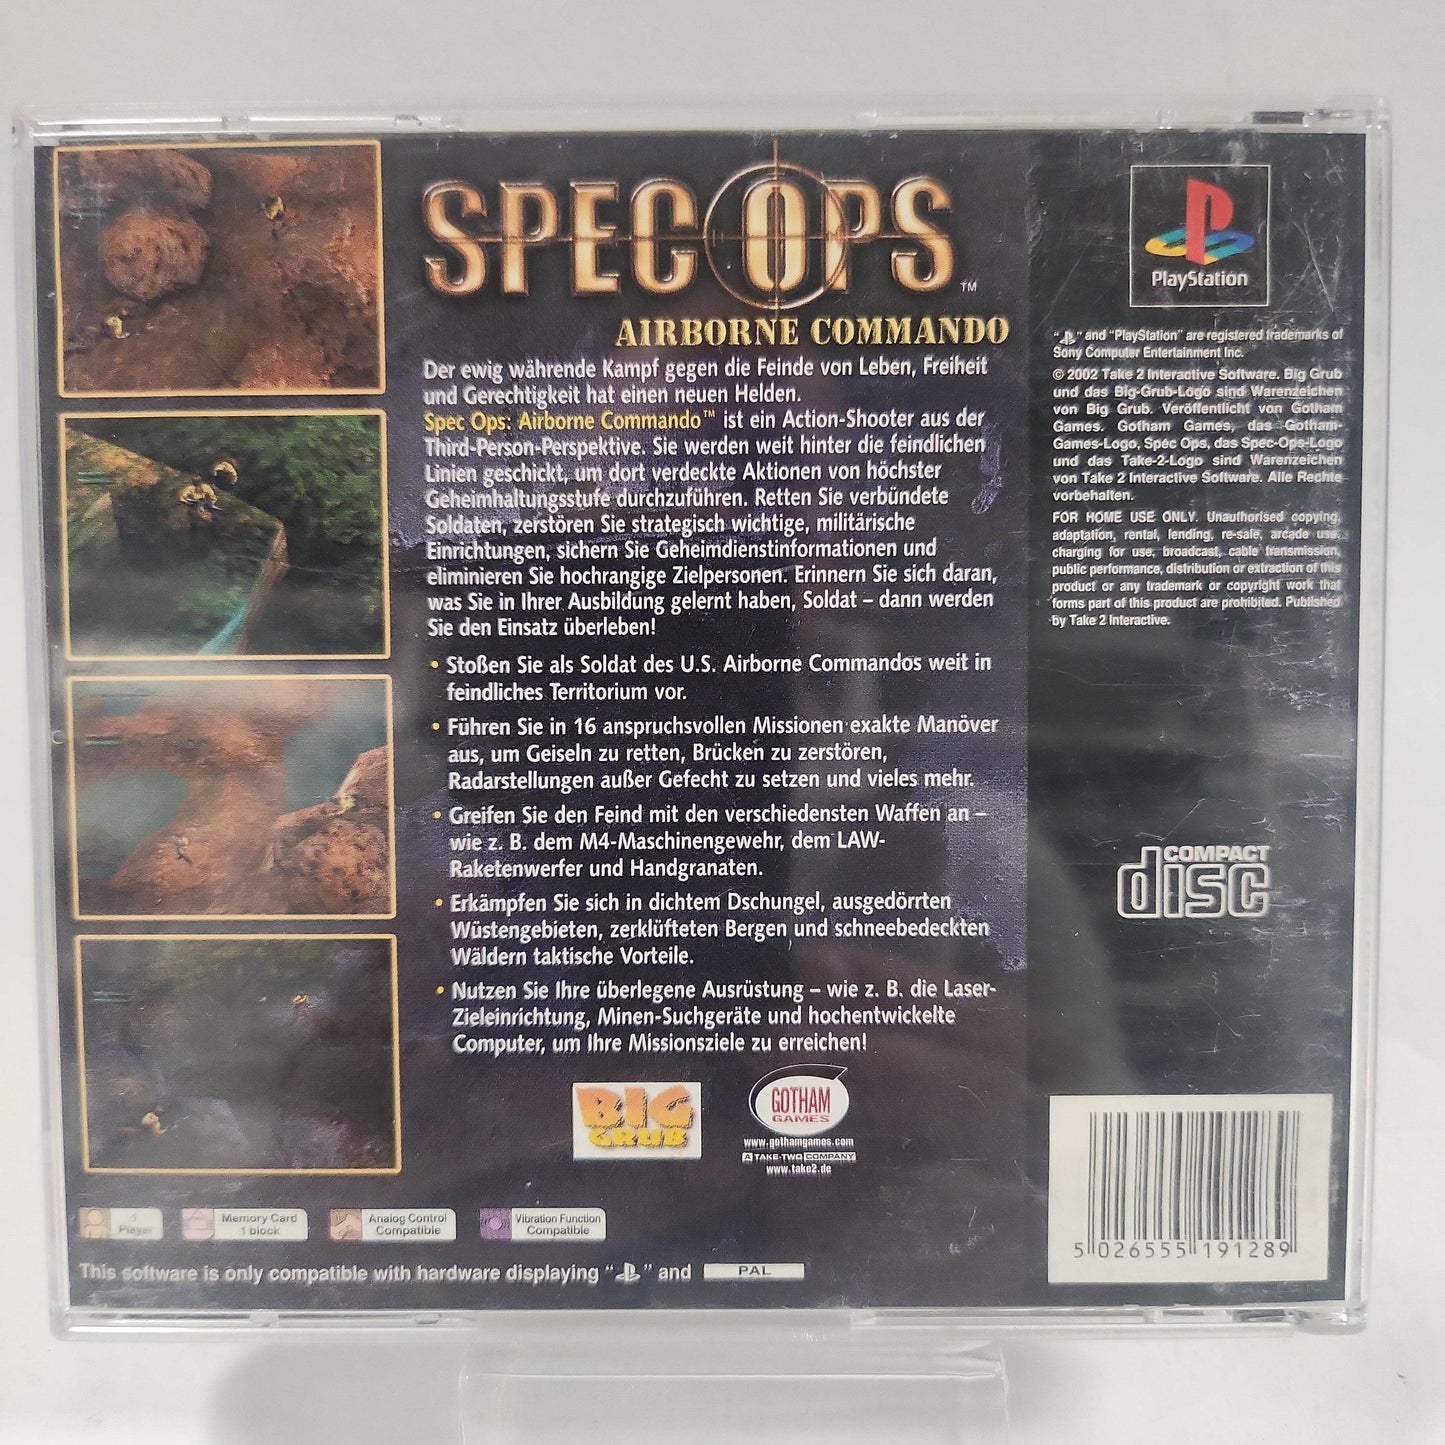 SPEC OPS™
AIRBORNE COMMANDO
Der ewig währende Kampf gegen die Feinde von Leben, Freiheit
und Gerechtigkeit hat einen neuen Helden.
Spec Ops: Airborne Commando™ ist ein Action-Shooter aus der
Third-Person-Perspektive. Sie werden weit hinter die feindlichen
Linien geschickt, um dort verdeckte Aktionen von höchster
Geheimhaltungsstufe durchzuführen. Retten Sie verbündete
Soldaten, zerstören Sie strategisch wichtige, militärische
Einrichtungen, sichern Sie Geheimdienstinformationen und
eliminieren Sie hochrangige Zielpersonen. Erinnern Sie sich daran,
was Sie in Ihrer Ausbildung gelernt haben, Soldat – dann werden
Sie den Einsatz überleben!
• Stoßen Sie als Soldat des U.S. Airborne Commandos weit in
feindliches Territorium vor.
• Führen Sie in 16 anspruchsvollen Missionen exakte Manöver
aus, um Geiseln zu retten, Brücken zu zerstören,
Radarstellungen außer Gefecht zu setzen und vieles mehr.
• Greifen Sie den Feind mit den verschiedensten Waffen an –
wie z. B. dem M4-Maschinengewehr, dem LAW-
Raketenwerfer und Handgranaten.
• Erkämpfen Sie sich in dichtem Dschungel, ausgedörrten
Wüstengebieten, zerklüfteten Bergen und schneebedeckten
Wäldern taktische Vorteile.
• Nutzen Sie Ihre überlegene Ausrüstung – wie z. B. die Laser-
Zieleinrichtung, Minen-Suchgeräte und hochentwickelte
Computer, um Ihre Missionsziele zu erreichen!
BIG
GRUB
GOTHAM
GAMES
www.gothamgames.com
A TAKE-TWO COMPANY
www.take2.de
1
Player
Memory Card
1 block
Analog Control
Compatible
Vibration Function
Compatible
This software is only compatible with hardware displaying "PS" and PAL
PlayStation
"PS" and "PlayStation" are registered trademarks of
Sony Computer Entertainment Inc.
© 2002 Take 2 Interactive Software. Big Grub
und das Big-Grub-Logo sind Warenzeichen
von Big Grub. Veröffentlicht von Gotham
Games. Gotham Games, das Gotham-
Games-Logo, Spec Ops, das Spec-Ops-Logo
und das Take-2-Logo sind Warenzeichen
von Take 2 Interactive Software. Alle Rechte
vorbehalten.
FOR HOME USE ONLY. Unauthorised copying,
adaptation, rental, lending, re-sale, arcade use,
charging for use, broadcast, cable transmission,
public performance, distribution or extraction of this
product or any trademark or copyright work that
forms part of this product are prohibited. Published
by Take 2 Interactive.
COMPACT
disc
5 026555 191289